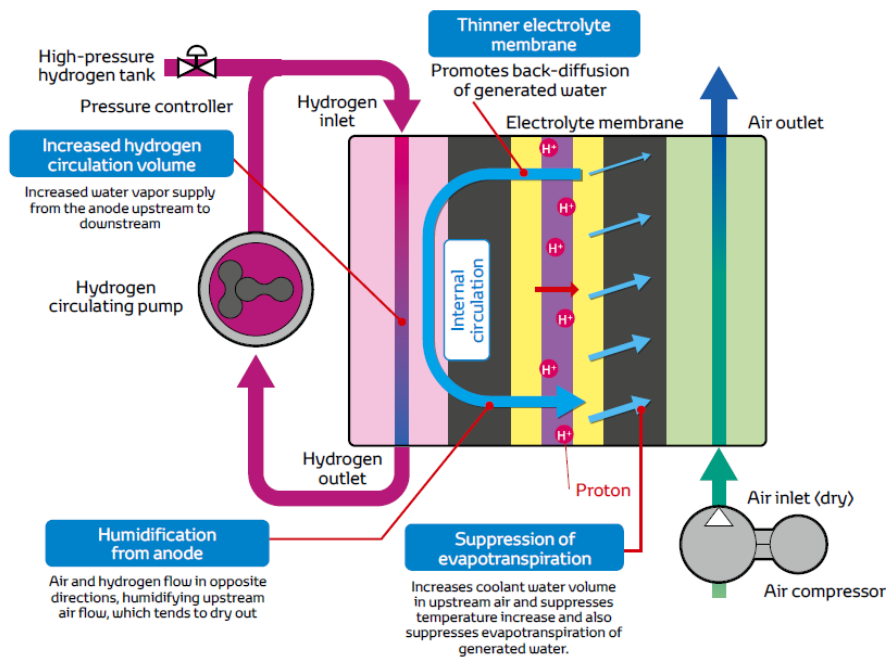 Thinner electrolyte
membrane
Promotes back-diffusion
of generated water
High-pressure
hydrogen tank
Pressure controller
Hydrogen
inlet
Electrolyte membrane
Air outlet
Increased hydrogen
circulation volume
Increased water vapor supply
from the anode upstream to
downstream
Hydrogen
circulating pump
Internal
circulation
H+
H+
H+
H+
H+
H+
H+
Hydrogen
outlet
Proton
Air inlet (dry)
Air compressor
Humidification
from anode
Air and hydrogen flow in opposite
directions, humidifying upstream
air flow, which tends to dry out
Suppression of
evapotranspiration
Increases coolant water volume
in upstream air and suppresses
temperature increase and also
suppresses evapotranspiration of
generated water.